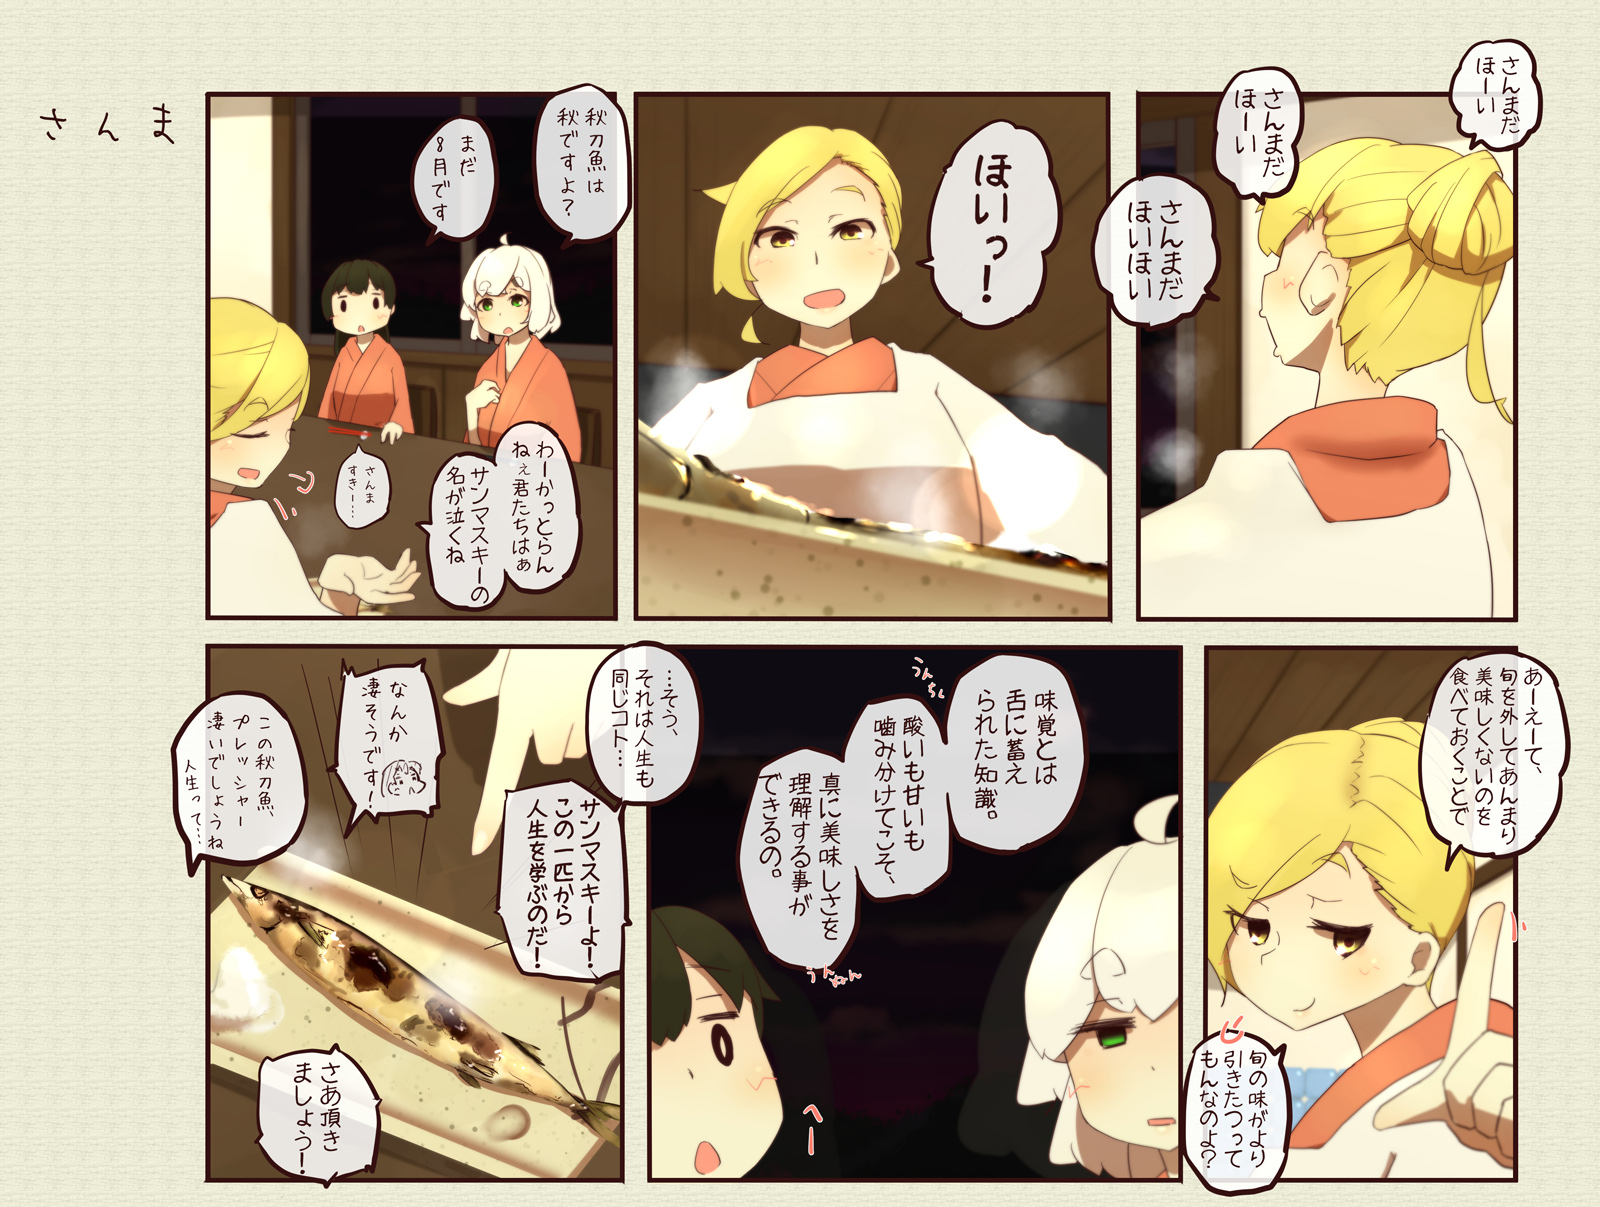 さんま
さんまだ
ほーい
さんまだ
ほーい
さんまだ
ほいほい
ほいっ！
秋刀魚は
秋ですよ？
まだ
8月です
わーかっとらん
ねぇ君たちはぁ
サンマスキーの
名が泣くね
さんま
すきー…
あーえーて、
旬を外してあんまり
美味しくないのを
食べておくことで
旬の味がより
引きたつって
もんなのよ？
味覚とは
舌に蓄え
られた知識。
うんちく
酸いも甘いも
噛み分けてこそ、
真に美味しさを
理解する事が
できるの。
うんぬん
へー
…そう、
それは人生も
同じコト…
サンマスキーよ！
この一匹から
人生を学ぶのだ！
なんか
凄そうです！
この秋刀魚、
プレッシャー
凄いでしょうね
人生って…
さあ頂き
ましょう！